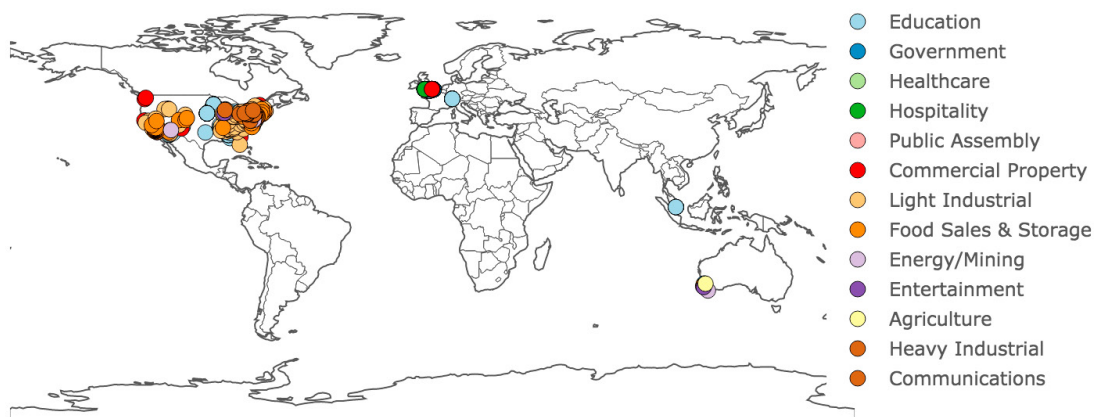 Education
Government
Healthcare
Hospitality
Public Assembly
Commercial Property
Light Industrial
Food Sales & Storage
Energy/Mining
Entertainment
Agriculture
Heavy Industrial
Communications